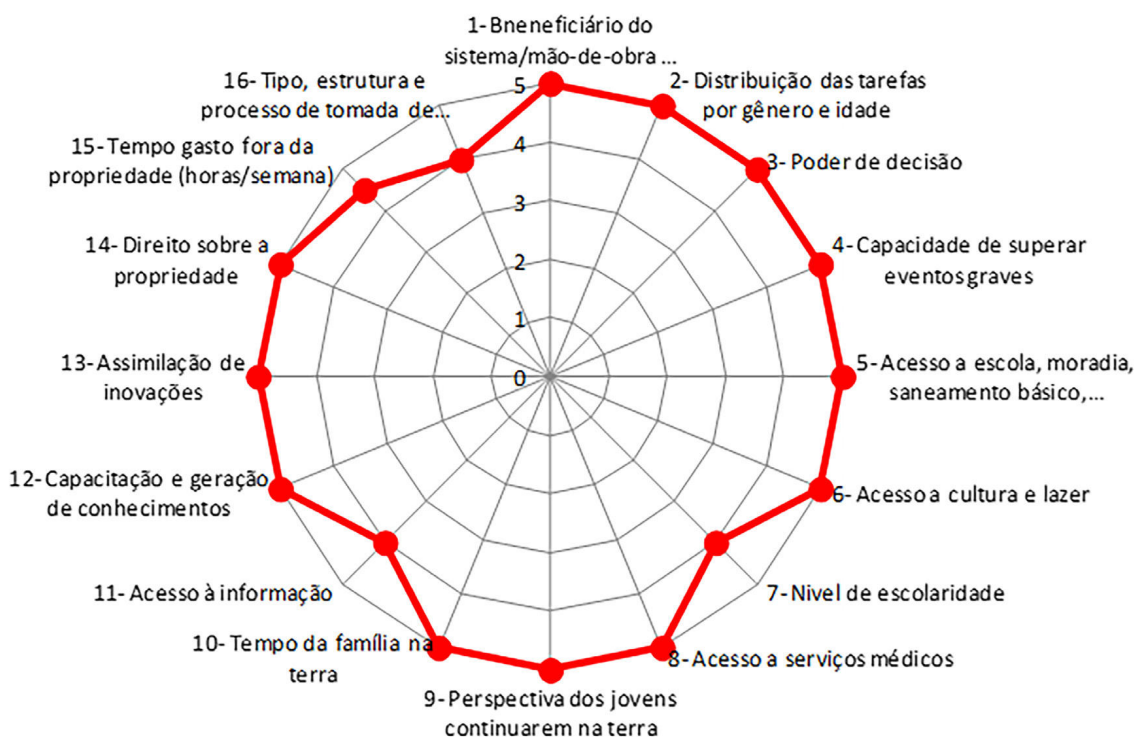 1- Bneneficiário do
sistema/mão-de-obra ...
2- Distribuição das tarefas
por gênero e idade
3- Poder de decisão
4- Capacidade de superar
eventos graves
5- Acesso a escola, moradia,
saneamento básico,...
6- Acesso a cultura e lazer
7- Nivel de escolaridade
8- Acesso a serviços médicos
9- Perspectiva dos jovens
continuarem na terra
10- Tempo da família na
terra
11- Acesso à informação
12- Capacitação e geração
de conhecimentos
13- Assimilação de
inovações
14- Direito sobre a
propriedade
15- Tempo gasto fora da
propriedade (horas/semana)
16- Tipo, estrutura e
processo de tomada de...
5
4
3
2
1
0